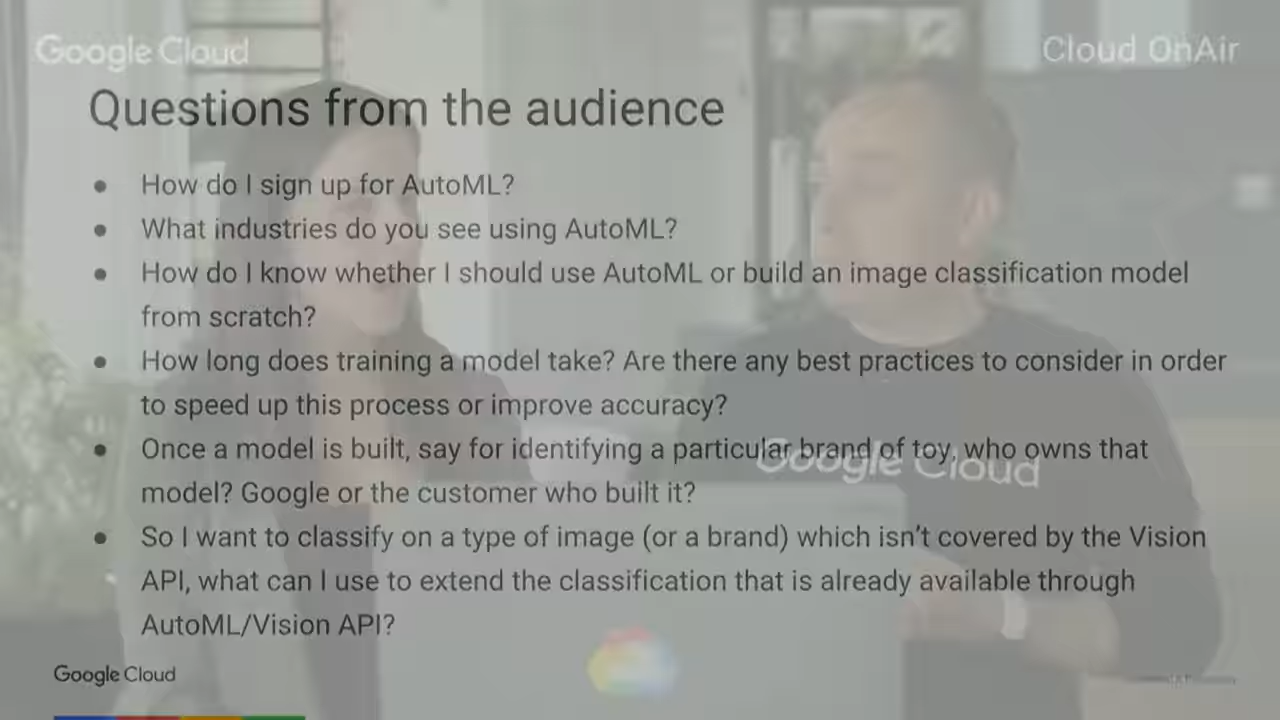 Google Cloud
Cloud OnAir
Questions from the audience
• How do I sign up for AutoML?
• What industries do you see using AutoML?
• How do I know whether I should use AutoML or build an image classification model
from scratch?
• How long does training a model take? Are there any best practices to consider in order
to speed up this process or improve accuracy?
• Once a model is built, say for identifying a particular brand of toy, who owns that
model? Google or the customer who built it?
Google Cloud
• So I want to classify on a type of image (or a brand) which isn't covered by the Vision
API, what can I use to extend the classification that is already available through
AutoML/Vision API?
Google Cloud